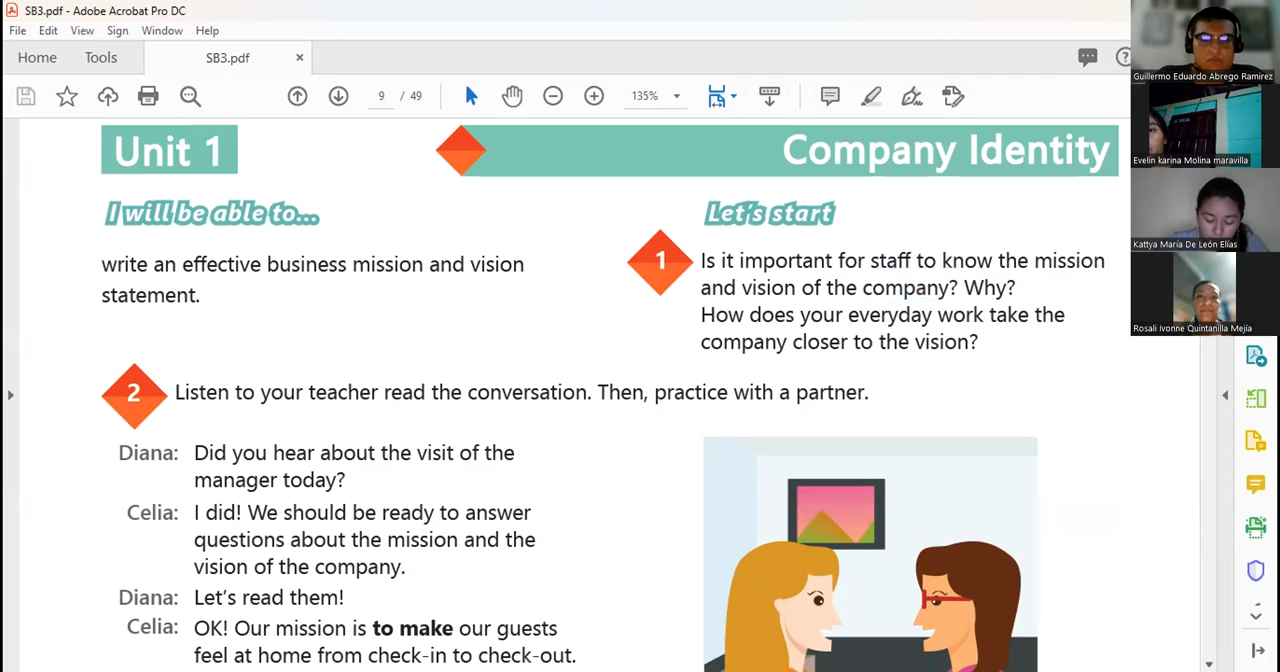 SB3.pdf - Adobe Acrobat Pro DC
File Edit View Sign Window Help
Home Tools SB3.pdf ×
9 / 49 135%
Unit 1
Company Identity
I will be able to...
write an effective business mission and vision
statement.
Let's start
1
Is it important for staff to know the mission
and vision of the company? Why?
How does your everyday work take the
company closer to the vision?
2 Listen to your teacher read the conversation. Then, practice with a partner.
Diana: Did you hear about the visit of the
manager today?
Celia: I did! We should be ready to answer
questions about the mission and the
vision of the company.
Diana: Let's read them!
Celia: OK! Our mission is to make our guests
feel at home from check-in to check-out.
Guillermo Eduardo Abrego Ramirez
Evelin karina Molina maravilla
Kattya María De León Elías
Rosali Ivonne Quintanilla Mejía